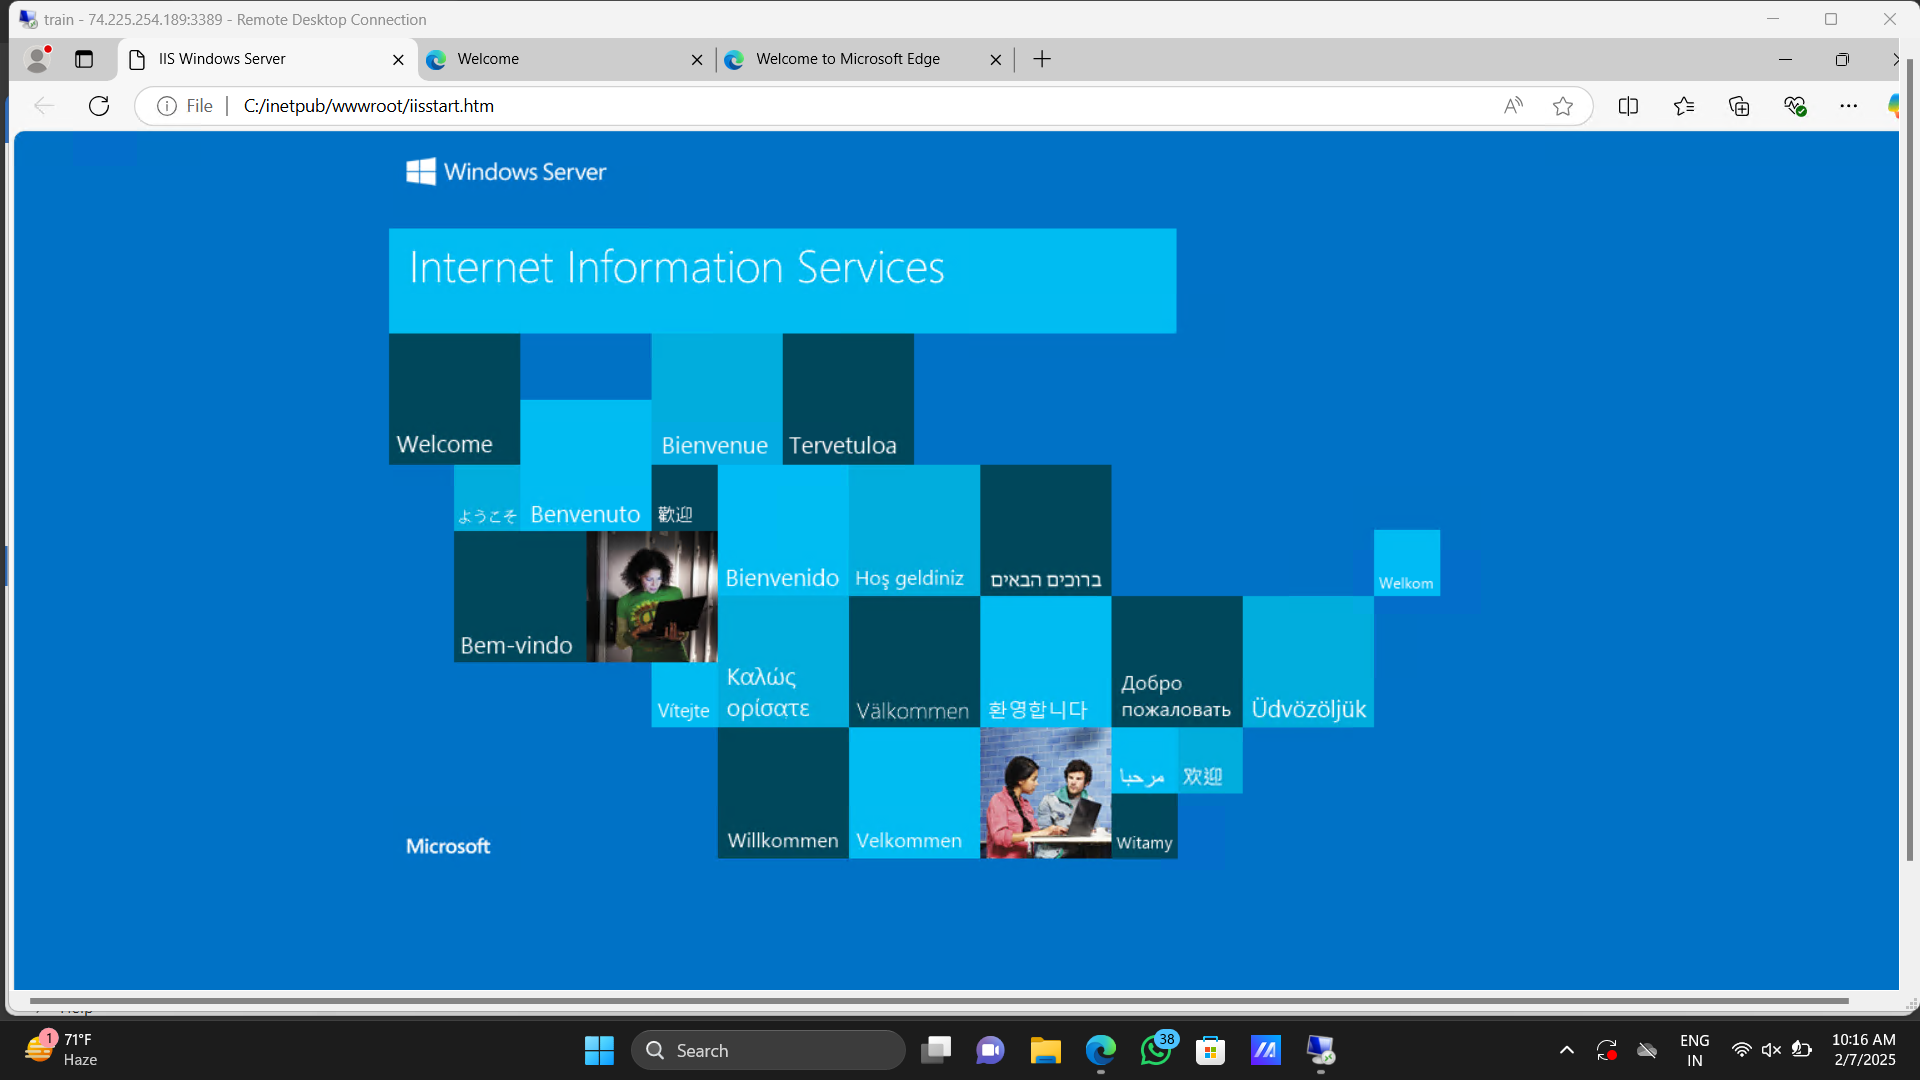 train - 74.225.254.189:3389 - Remote Desktop Connection
IIS Windows Server
Welcome
Welcome to Microsoft Edge
File
C:/inetpub/wwwroot/iisstart.htm
Windows Server
Internet Information Services
Welcome
Bienvenue
Tervetuloa
ようこそ
Benvenuto
歡迎
Bienvenido
Hoş geldiniz
ברוכים הבאים
Welkom
Bem-vindo
Vítejte
Καλώς
ορίσατε
Välkommen
환영합니다
Добро
пожаловать
Üdvözöljük
Microsoft
Willkommen
Velkommen
مرحبا
欢迎
Witamy
1
71°F
Haze
Search
38
ENG
IN
10:16 AM
2/7/2025